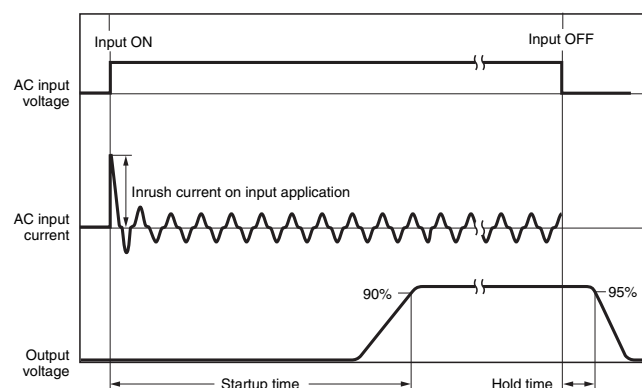 Input ON
Input OFF
AC input
voltage
Inrush current on input application
AC input
current
90%
95%
Output
voltage
Startup time
Hold time